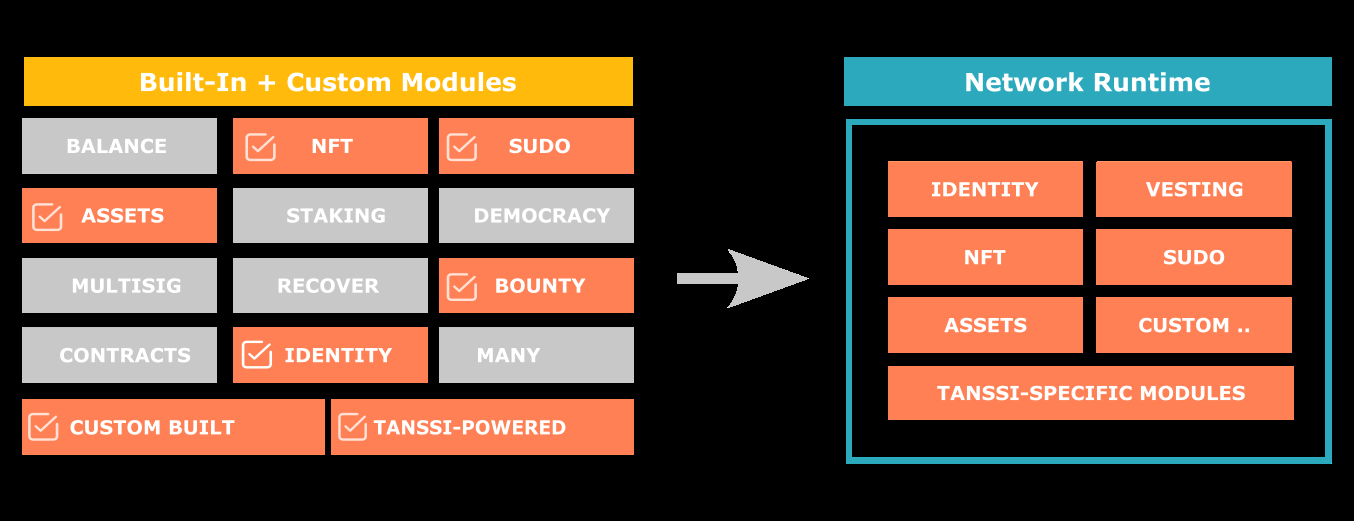 Built-In + Custom Modules
BALANCE
NFT
SUDO
ASSETS
STAKING
DEMOCRACY
MULTISIG
RECOVER
BOUNTY
CONTRACTS
IDENTITY
MANY
CUSTOM BUILT
TANSSI-POWERED
Network Runtime
IDENTITY
VESTING
NFT
SUDO
ASSETS
CUSTOM ..
TANSSI-SPECIFIC MODULES